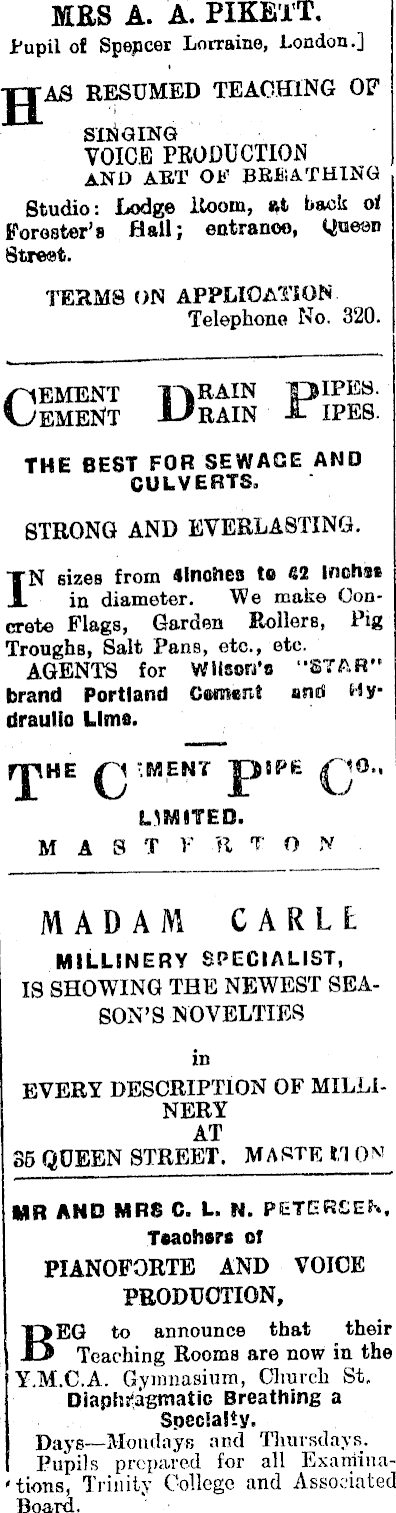 MRS A. A. PIKETT.
Pupil of Spencer Lorraine, London.]
HAS RESUMED TEACHING OF
SINGING
VOICE PRODUCTION
AND ART OF BREATHING
Studio: Lodge Room, at back of
Forester's Hall; entrance, Queen
Street.
TERMS ON APPLICATION.
Telephone No. 320.
CEMENT DRAIN PIPES.
CEMENT DRAIN PIPES.
THE BEST FOR SEWAGE AND
CULVERTS.
STRONG AND EVERLASTING.
IN sizes from 4inches to 42 inches
in diameter. We make Con-
crete Flags, Garden Rollers, Pig
Troughs, Salt Pans, etc., etc.
AGENTS for Wilson's "STAR"
brand Portland Cement and Hy-
draulic Lime.
THE CEMENT PIPE CO.,
LIMITED.
MASTERTON
MADAM CARLE
MILLINERY SPECIALIST,
IS SHOWING THE NEWEST SEA-
SON'S NOVELTIES
in
EVERY DESCRIPTION OF MILLI-
NERY
AT
35 QUEEN STREET. MASTERTON
MR AND MRS C. L. N. PETERSEN,
Teachers of
PIANOFORTE AND VOICE
PRODUCTION,
BEG to announce that their
Teaching Rooms are now in the
Y.M.C.A. Gymnasium, Church St.
Diaphragmatic Breathing a
Specialty.
Days—Mondays and Thursdays.
Pupils prepared for all Examina-
tions, Trinity College and Associated
Board.